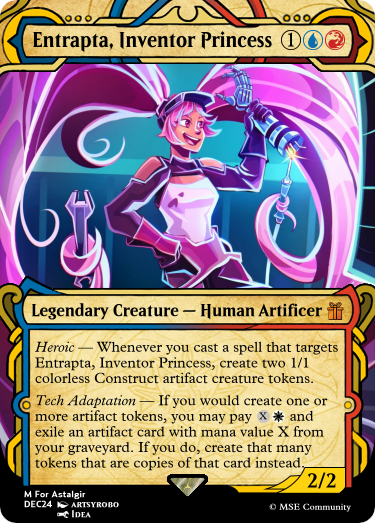 Entrapta, Inventor Princess 1
Legendary Creature — Human Artificer
Heroic — Whenever you cast a spell that targets
Entrapta, Inventor Princess, create two 1/1
colorless Construct artifact creature tokens.
Tech Adaptation — If you would create one or
more artifact tokens, you may pay X and
exile an artifact card with mana value X from
your graveyard. If you do, create that many
tokens that are copies of that card instead.
2/2
M For Astalgir
DEC24 ARTSYROBO
IDEA
© MSE Community